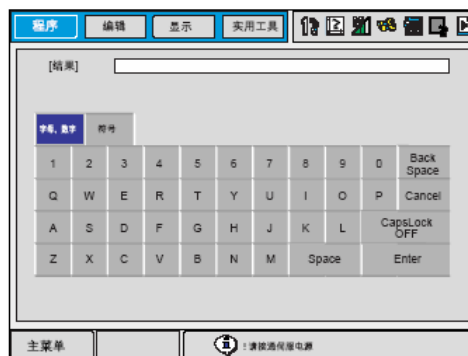 程序 编辑 显示 实用工具
[结果]
字母，数字 符号
1 2 3 4 5 6 7 8 9 0 Back Space
Q W E R T Y U I O P Cancel
A S D F G H J K L CapsLock OFF
Z X C V B N M Space Enter
主菜单 !请接通伺服电源